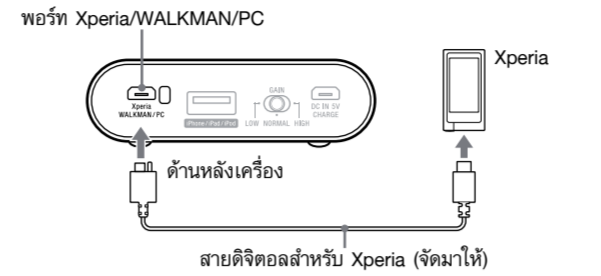 พอร์ท Xperia/WALKMAN/PC
Xperia
GAIN
Xperia
WALKMAN/PC
iPhone/iPad/iPod
LOW NORMAL HIGH
DC IN 5V
CHARGE
ด้านหลังเครื่อง
สายดิจิตอลสำหรับ Xperia (จัดมาให้)